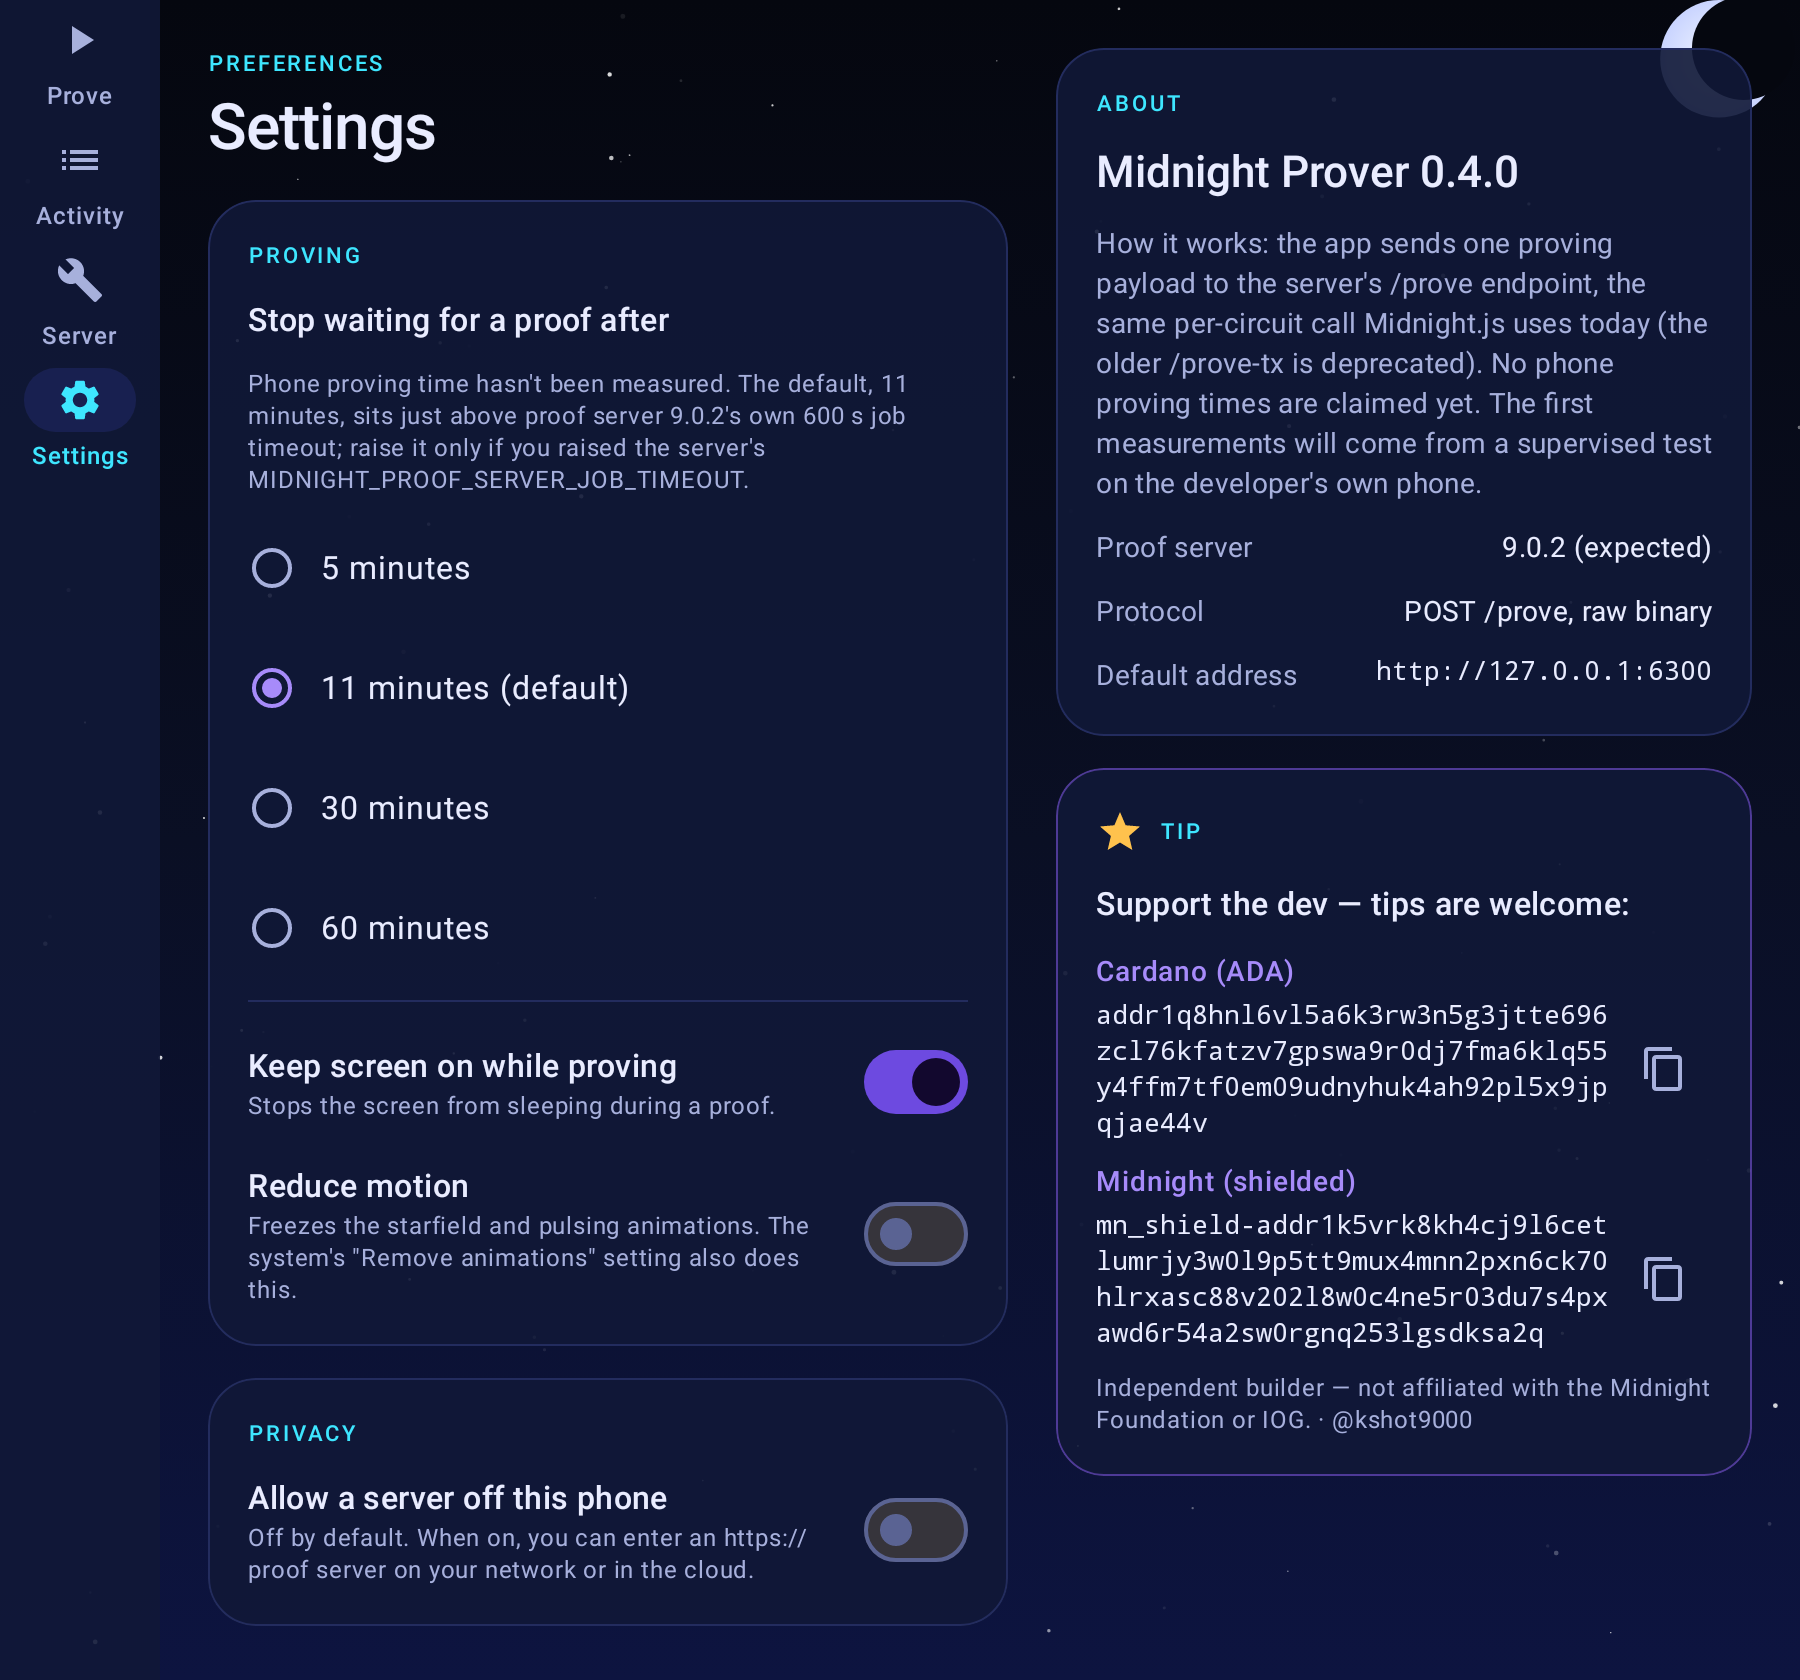 Prove
Activity
Server
Settings
PREFERENCES
Settings
PROVING
Stop waiting for a proof after
Phone proving time hasn't been measured. The default, 11
minutes, sits just above proof server 9.0.2's own 600 s job
timeout; raise it only if you raised the server's
MIDNIGHT_PROOF_SERVER_JOB_TIMEOUT.
5 minutes
11 minutes (default)
30 minutes
60 minutes
Keep screen on while proving
Stops the screen from sleeping during a proof.
Reduce motion
Freezes the starfield and pulsing animations. The
system's "Remove animations" setting also does
this.
PRIVACY
Allow a server off this phone
Off by default. When on, you can enter an https://
proof server on your network or in the cloud.
ABOUT
Midnight Prover 0.4.0
How it works: the app sends one proving
payload to the server's /prove endpoint, the
same per-circuit call Midnight.js uses today (the
older /prove-tx is deprecated). No phone
proving times are claimed yet. The first
measurements will come from a supervised test
on the developer's own phone.
Proof server 9.0.2 (expected)
Protocol POST /prove, raw binary
Default address http://127.0.0.1:6300
TIP
Support the dev — tips are welcome:
Cardano (ADA)
addr1q8hnl6vl5a6k3rw3n5g3jtte696
zcl76kfatzv7gpswa9r0dj7fma6klq55
y4ffm7tf0em09udnyhuk4ah92pl5x9jp
qjae44v
Midnight (shielded)
mn_shield-addr1k5vrk8kh4cj9l6cet
lumrjy3w0l9p5tt9mux4mnn2pxn6ck70
hlrxasc88v202l8w0c4ne5r03du7s4px
awd6r54a2sw0rgnq253lgsdksa2q
Independent builder — not affiliated with the Midnight
Foundation or IOG. · @kshot9000